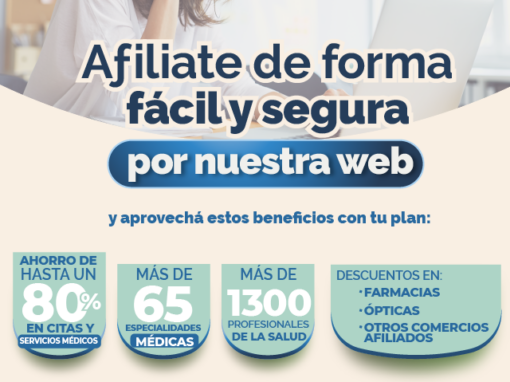 Afiliate de forma
fácil y segura
por nuestra web
y aprovechá estos beneficios con tu plan:
AHORRO DE
HASTA UN
80%
EN CITAS Y
SERVICIOS MÉDICOS
MÁS DE
65
ESPECIALIDADES
MÉDICAS
MÁS DE
1300
PROFESIONALES
DE LA SALUD
DESCUENTOS EN:
• FARMACIAS
• ÓPTICAS
• OTROS COMERCIOS
AFILIADOS